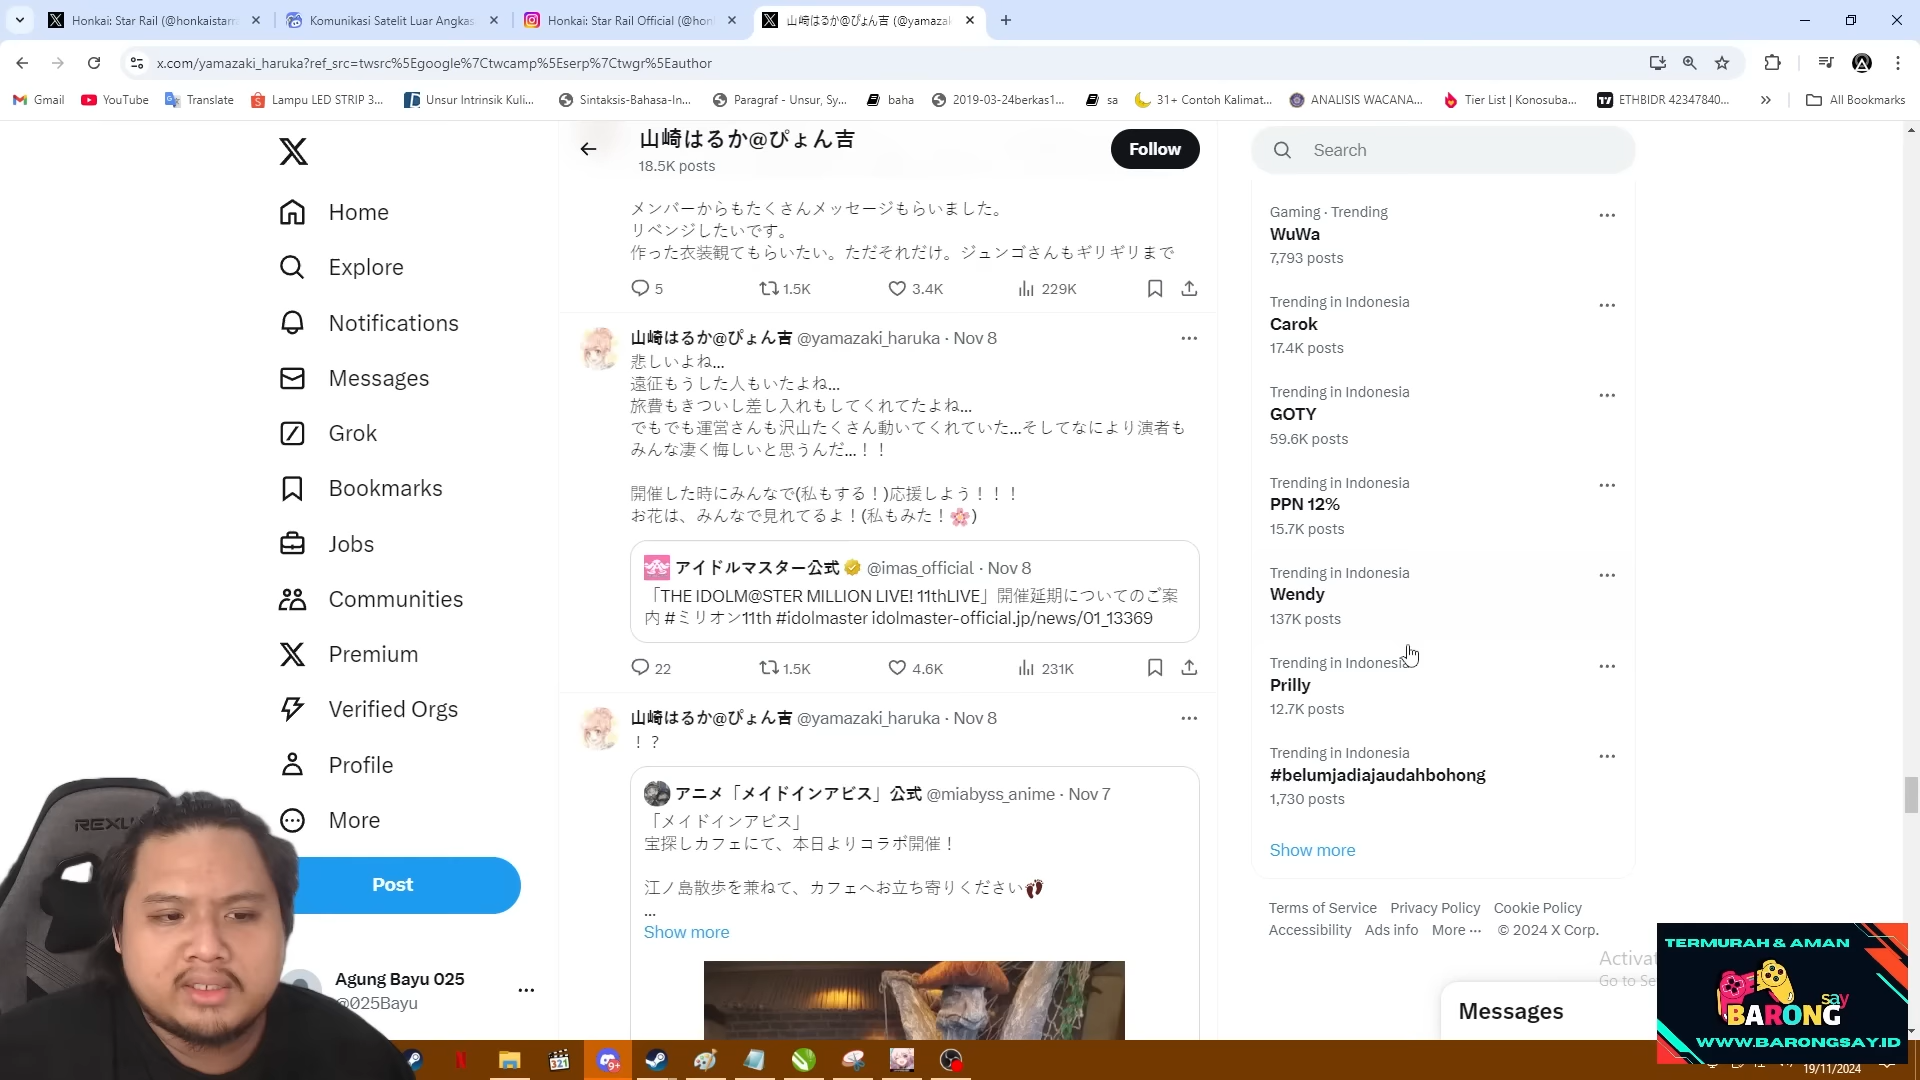 Honkai: Star Rail (@honkaistarr
Komunikasi Satelit Luar Angkas
Honkai: Star Rail Official (@honk
山崎はるか@ぴょん吉 (@yamazak
x.com/yamazaki_haruka?ref_src=twsrc%5Egoogle%7Ctwcamp%5Eserp%7Ctwgr%5Eauthor
Gmail
YouTube
Translate
Lampu LED STRIP 3...
Unsur Intrinsik Kuli...
Sintaksis-Bahasa-In...
Paragraf - Unsur, Sy...
baha
2019-03-24berkas1...
sa
31+ Contoh Kalimat...
ANALISIS WACANA...
Tier List | Konosuba...
ETHBIDR 42347840...
All Bookmarks
Home
Explore
Notifications
Messages
Grok
Bookmarks
Jobs
Communities
Premium
Verified Orgs
Profile
More
Post
Agung Bayu 025
@025Bayu
山崎はるか@ぴょん吉
18.5K posts
Follow
メンバーからもたくさんメッセージもらいました。
リベンジしたいです。
作った衣装観てもらいたい。ただそれだけ。ジュンゴさんもギリギリまで
5 1.5K 3.4K 229K
山崎はるか@ぴょん吉 @yamazaki_haruka · Nov 8
悲しいよね...
遠征もうした人もいたよね...
旅費もきついし差し入れもしてくれてたよね...
でもでも運営さんも沢山たくさん動いてくれていた...そしてなにより演者も
みんな凄く悔しいと思うんだ...！！
開催した時にみんなで(私もする！)応援しよう！！！
お花は、みんなで見れてるよ！(私もみた！🌸)
アイドルマスター公式 @imas_official · Nov 8
「THE IDOLM@STER MILLION LIVE! 11thLIVE」開催延期についてのご案
内 #ミリオン11th #idolmaster idolmaster-official.jp/news/01_13369
22 1.5K 4.6K 231K
山崎はるか@ぴょん吉 @yamazaki_haruka · Nov 8
！？
アニメ「メイドインアビス」公式 @miabyss_anime · Nov 7
「メイドインアビス」
宝探しカフェにて、本日よりコラボ開催！
江ノ島散歩を兼ねて、カフェへお立ち寄りください👣
...
Show more
Search
Gaming · Trending
WuWa
7,793 posts
Trending in Indonesia
Carok
17.4K posts
Trending in Indonesia
GOTY
59.6K posts
Trending in Indonesia
PPN 12%
15.7K posts
Trending in Indonesia
Wendy
137K posts
Trending in Indonesia
Prilly
12.7K posts
Trending in Indonesia
#belumjadiajaudahbohong
1,730 posts
Show more
Terms of Service Privacy Policy Cookie Policy
Accessibility Ads info More ··· © 2024 X Corp.
Activat
Go to Se
Messages
TERMURAH & AMAN
BARONG
say
WWW.BARONGSAY.ID
19/11/2024